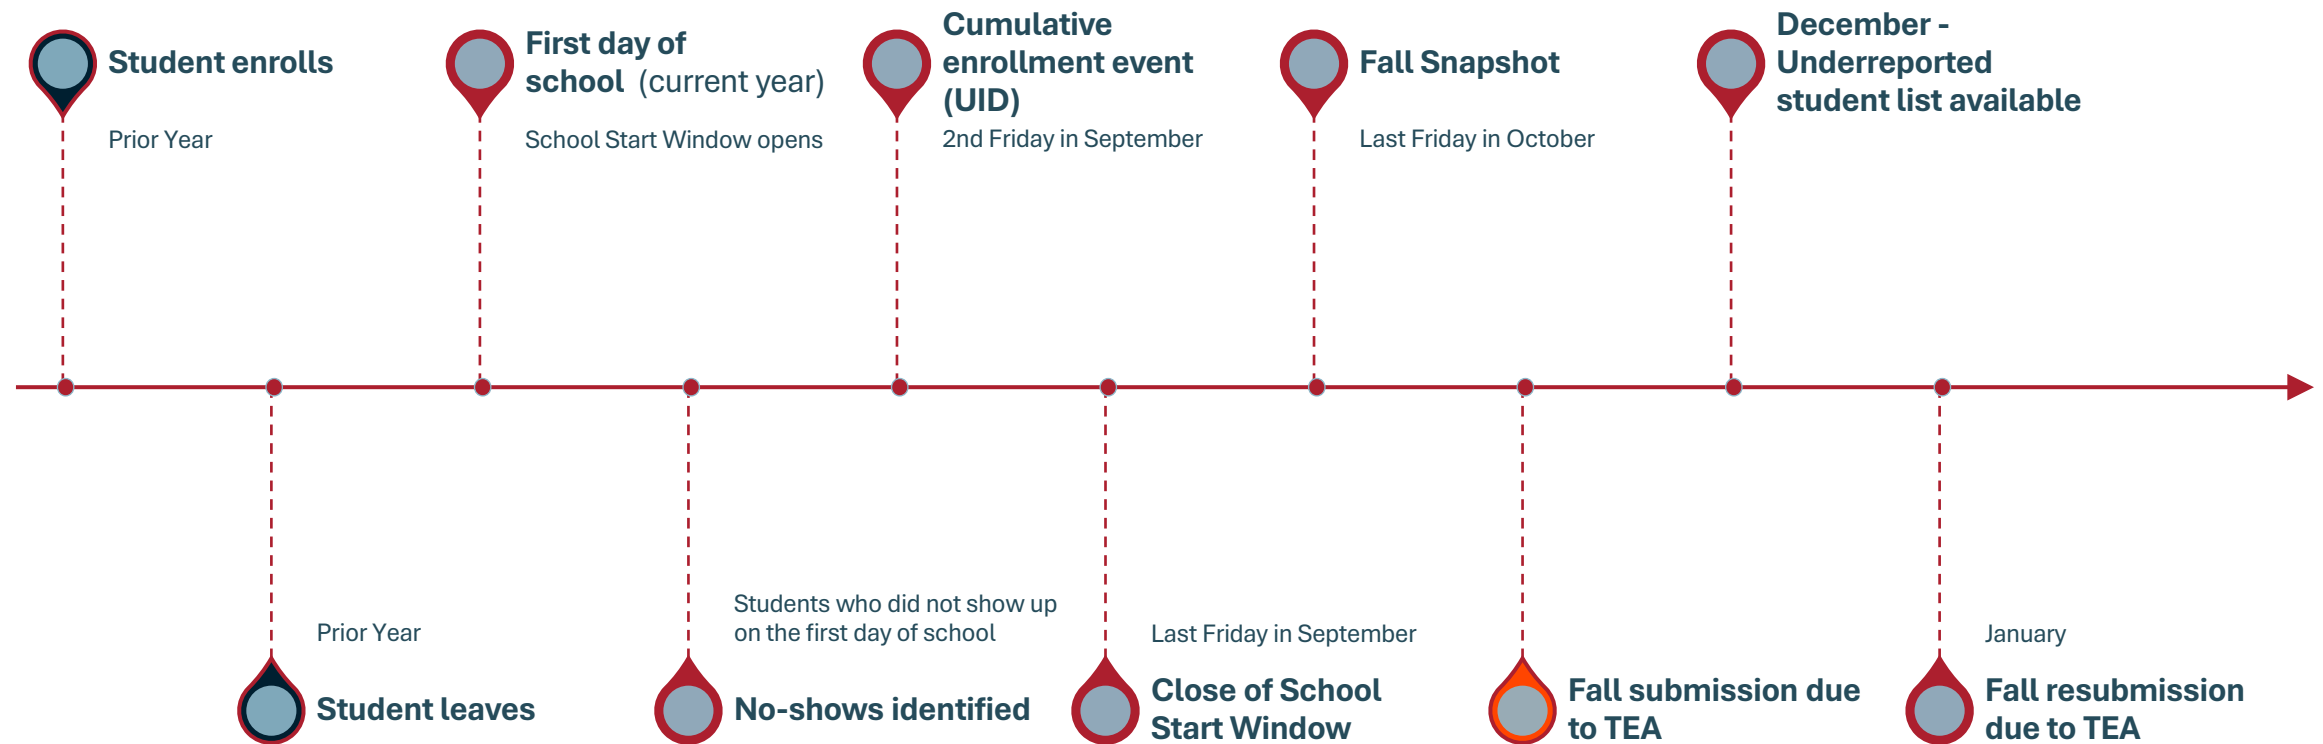 Student enrolls
Prior Year
First day of
school (current year)
School Start Window opens
Cumulative
enrollment event
(UID)
2nd Friday in September
Fall Snapshot
Last Friday in October
December -
Underreported
student list available
Prior Year
Student leaves
Students who did not show up
on the first day of school
No-shows identified
Last Friday in September
Close of School
Start Window
Fall submission due
to TEA
January
Fall resubmission
due to TEA